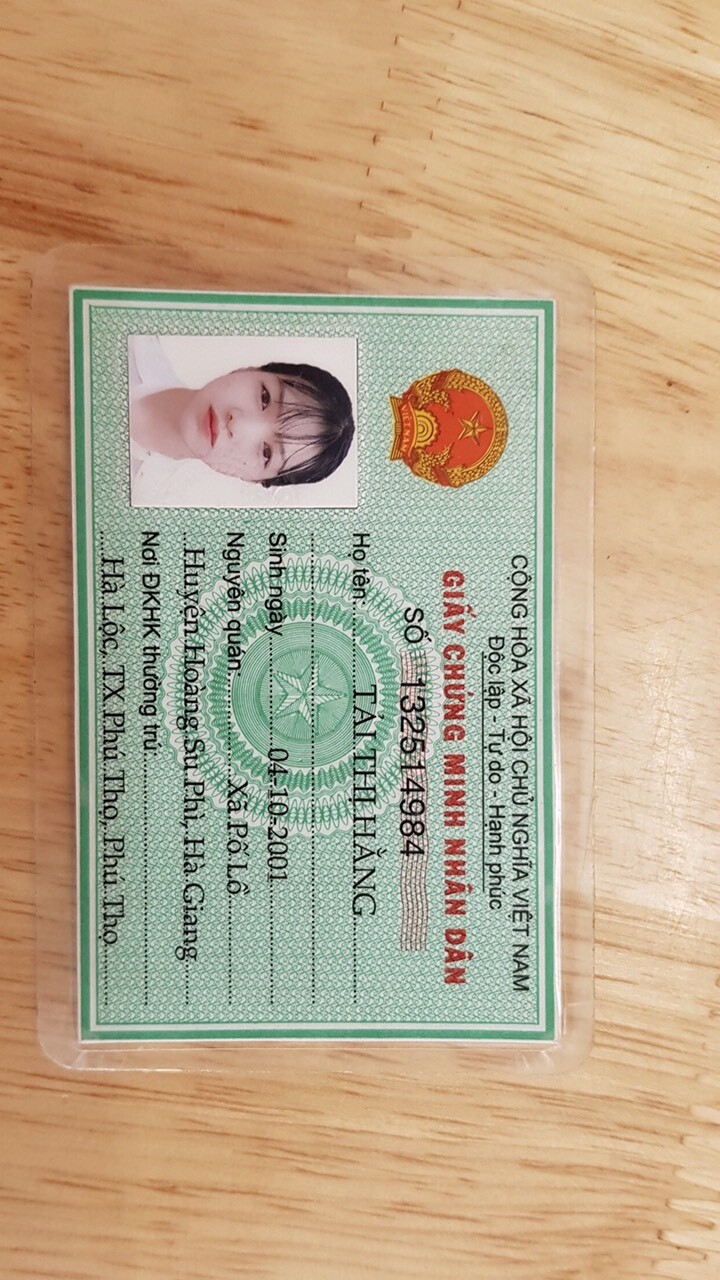 CỘNG HÒA XÃ HỘI CHỦ NGHĨA VIỆT NAM
Độc lập - Tự do - Hạnh phúc
GIẤY CHỨNG MINH NHÂN DÂN
SỐ 132514984
Họ tên: TẢI THỊ HẰNG
Sinh ngày 04-10-2001
Nguyên quán: Xã Pố Lồ
Huyện Hoàng Su Phì, Hà Giang
Nơi ĐKHK thường trú:
Hà Lộc, TX Phú Thọ, Phú Thọ
VIỆT NAM